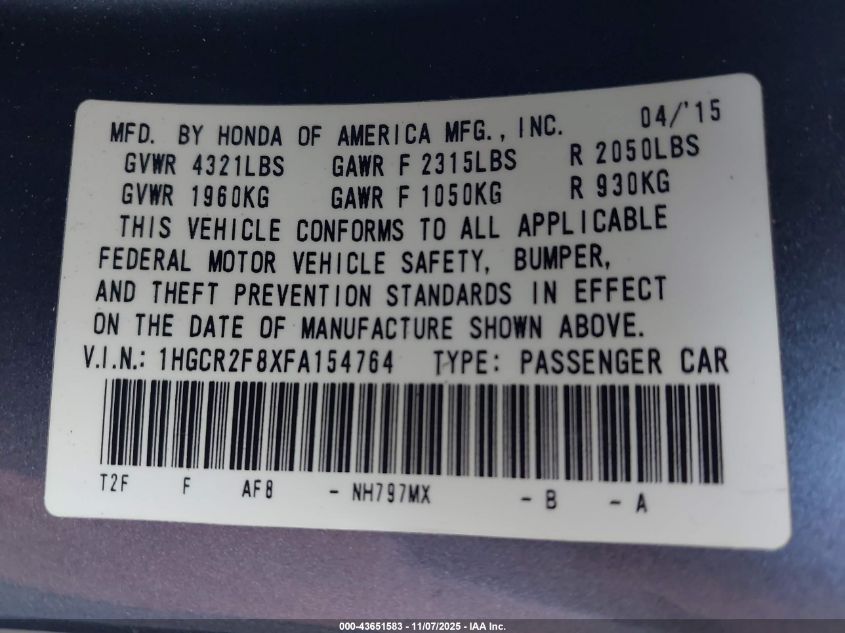 MFD. BY HONDA OF AMERICA MFG., INC. 04/'15
GVWR 4321LBS GAWR F 2315LBS R 2050LBS
GVWR 1960KG GAWR F 1050KG R 930KG
THIS VEHICLE CONFORMS TO ALL APPLICABLE
FEDERAL MOTOR VEHICLE SAFETY, BUMPER,
AND THEFT PREVENTION STANDARDS IN EFFECT
ON THE DATE OF MANUFACTURE SHOWN ABOVE.
V.I.N.: 1HGCR2F8XFA154764 TYPE: PASSENGER CAR
T2F F AF8 - NH797MX - B - A
000-43651583 - 11/07/2025 - IAA Inc.